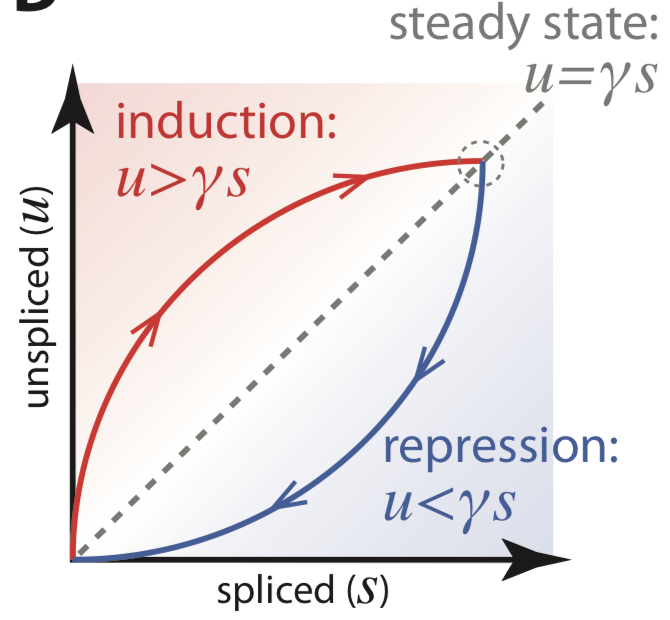 steady state:
u=γs
induction:
u>γs
unspliced (u)
repression:
u<γs
spliced (s)